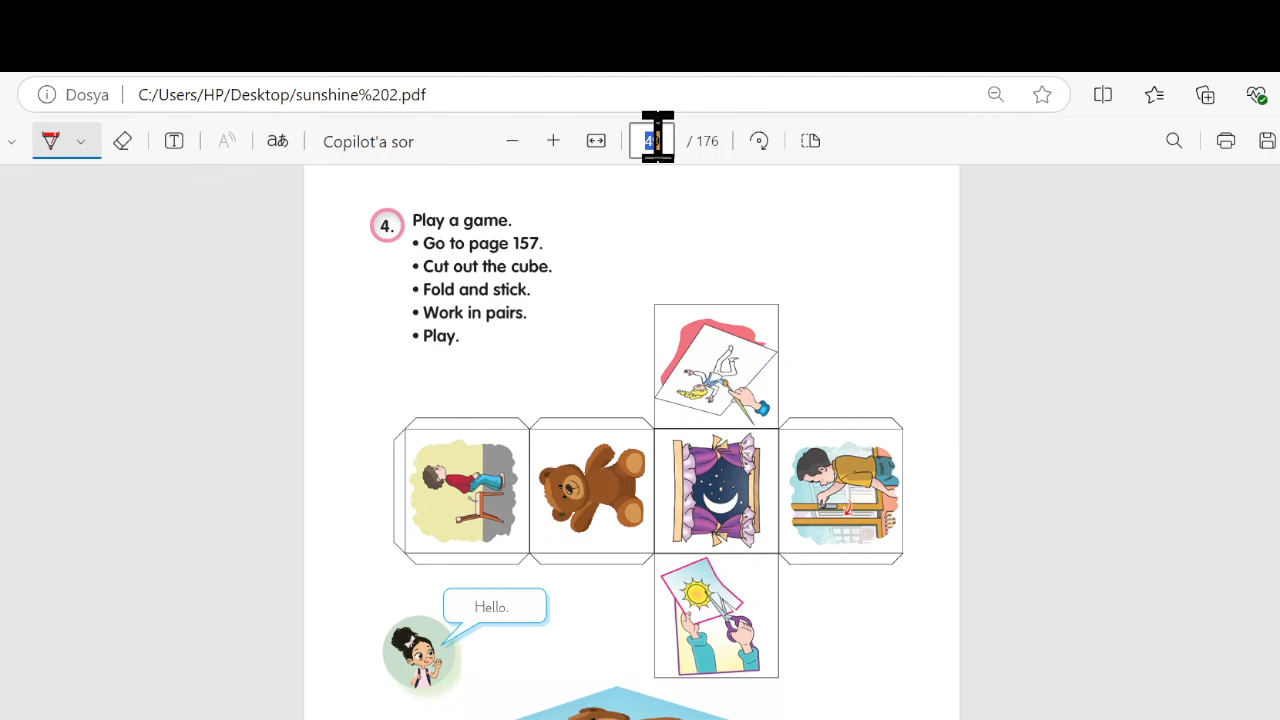 Dosya
C:/Users/HP/Desktop/sunshine%202.pdf
Copilot'a sor
/ 176
4.
Play a game.
• Go to page 157.
• Cut out the cube.
• Fold and stick.
• Work in pairs.
• Play.
Hello.